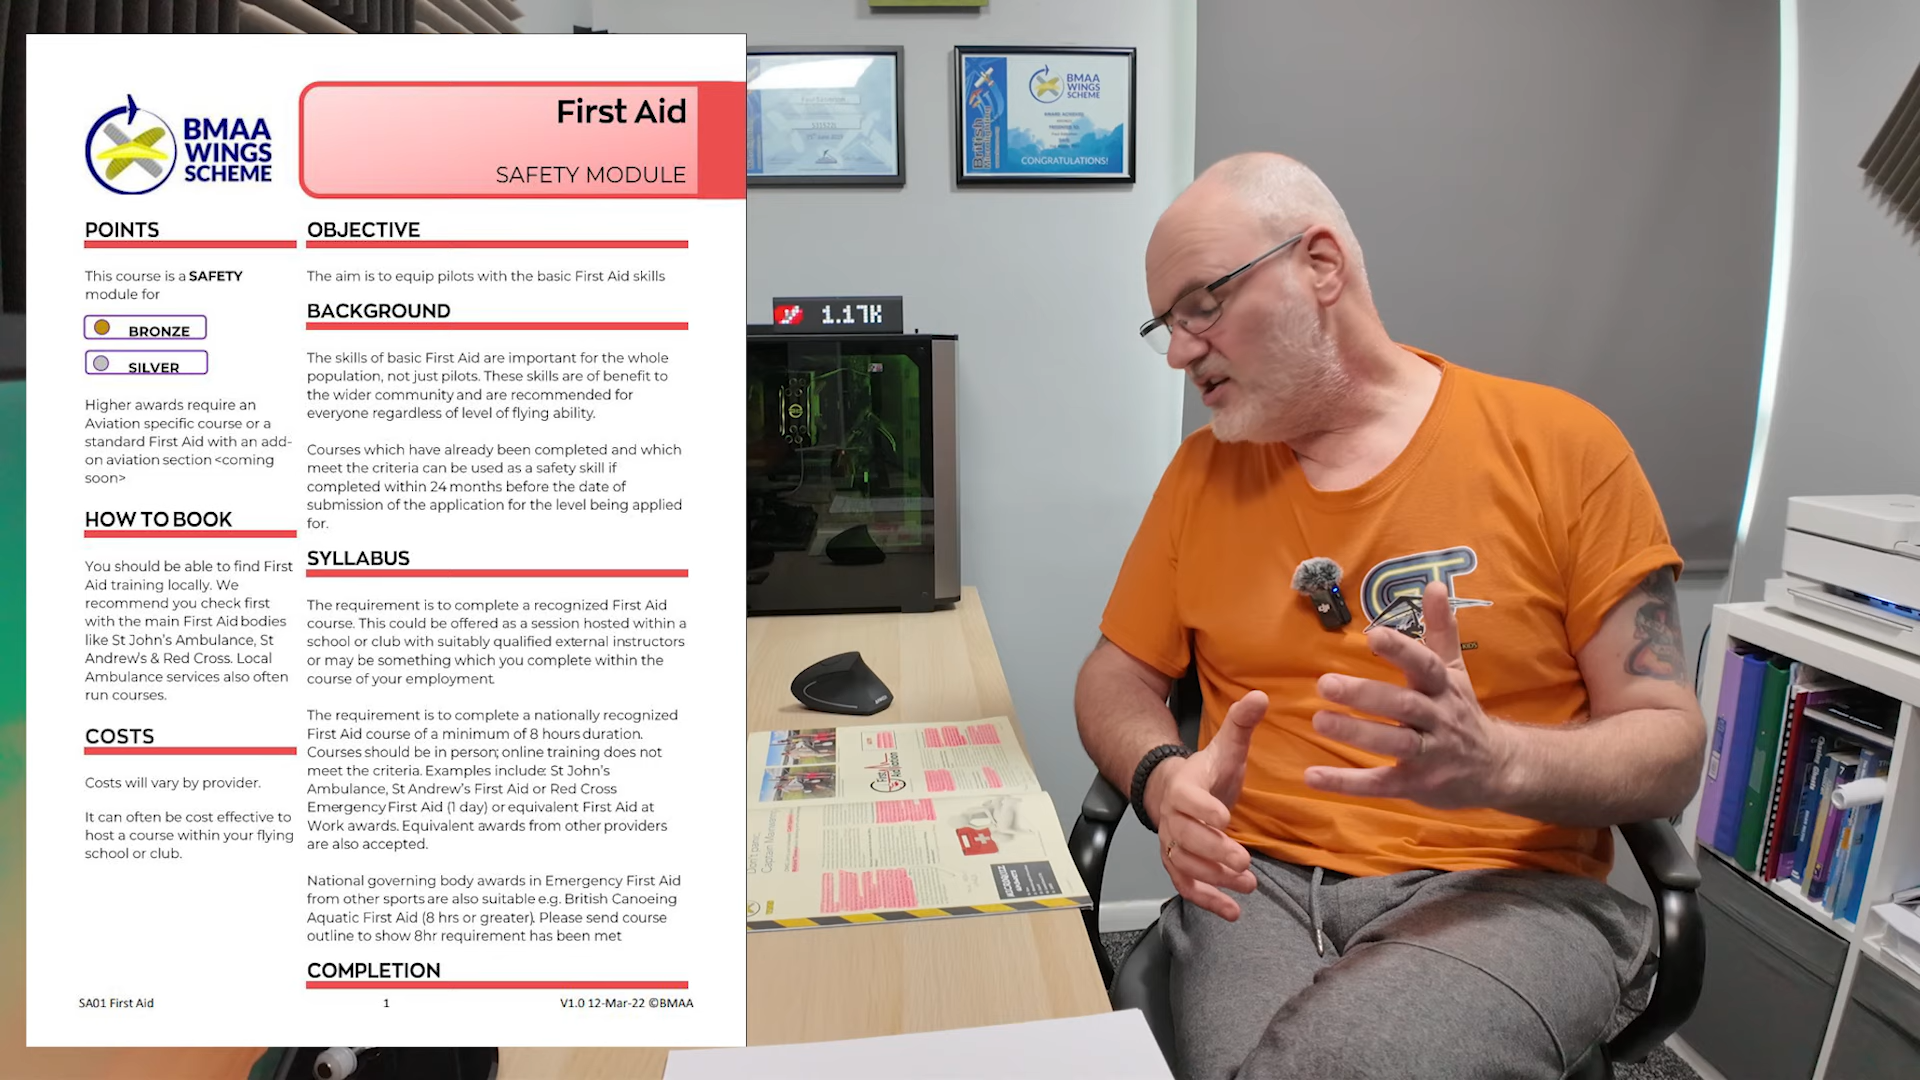 BMAA
WINGS
SCHEME
First Aid
SAFETY MODULE
POINTS
This course is a SAFETY
module for
BRONZE
SILVER
Higher awards require an
Aviation specific course or a
standard First Aid with an add-
on aviation section <coming
soon>
HOW TO BOOK
You should be able to find First
Aid training locally. We
recommend you check first
with the main First Aid bodies
like St John's Ambulance, St
Andrew's & Red Cross. Local
Ambulance services also often
run courses.
COSTS
Costs will vary by provider.
It can often be cost effective to
host a course within your flying
school or club.
OBJECTIVE
The aim is to equip pilots with the basic First Aid skills
BACKGROUND
The skills of basic First Aid are important for the whole
population, not just pilots. These skills are of benefit to
the wider community and are recommended for
everyone regardless of level of flying ability.
Courses which have already been completed and which
meet the criteria can be used as a safety skill if
completed within 24 months before the date of
submission of the application for the level being applied
for.
SYLLABUS
The requirement is to complete a recognized First Aid
course. This could be offered as a session hosted within a
school or club with suitably qualified external instructors
or may be something which you complete within the
course of your employment.
The requirement is to complete a nationally recognized
First Aid course of a minimum of 8 hours duration.
Courses should be in person; online training does not
meet the criteria. Examples include: St John's
Ambulance, St Andrew's First Aid or Red Cross
Emergency First Aid (1 day) or equivalent First Aid at
Work awards. Equivalent awards from other providers
are also accepted.
National governing body awards in Emergency First Aid
from other sports are also suitable e.g. British Canoeing
Aquatic First Aid (8 hrs or greater). Please send course
outline to show 8hr requirement has been met
COMPLETION
SA01 First Aid
1
V1.0 12-Mar-22 ©BMAA
BMAA
WINGS
SCHEME
CONGRATULATIONS!
British
1.17K